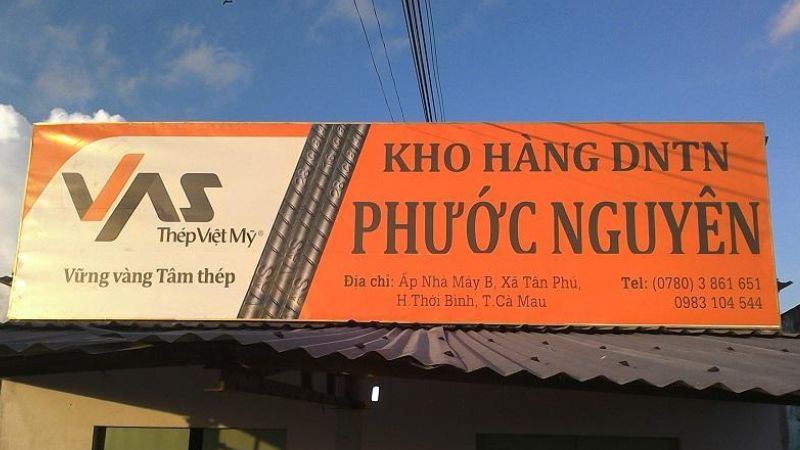 VAS
Thép Việt Mỹ®
Vững vàng Tâm thép
VAS
KHO HÀNG DNTN
PHƯỚC NGUYÊN
Địa chỉ: Ấp Nhà Máy B, Xã Tân Phú,
H.Thới Bình, T.Cà Mau
Tel: (0780) 3 861 651
0983 104 544